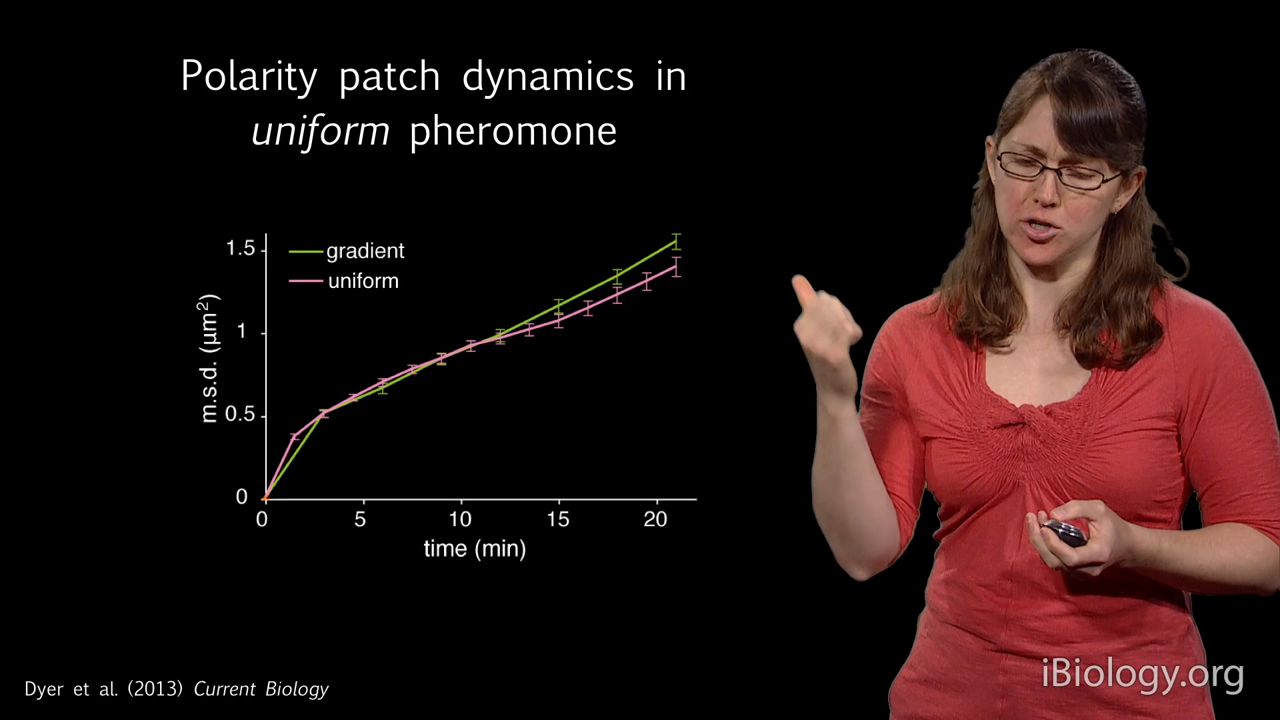 Polarity patch dynamics in
uniform pheromone
1.5
gradient
uniform
1
m.s.d. (µm²)
0.5
0
0
5
10
15
20
time (min)
Dyer et al. (2013) Current Biology
iBiology.org